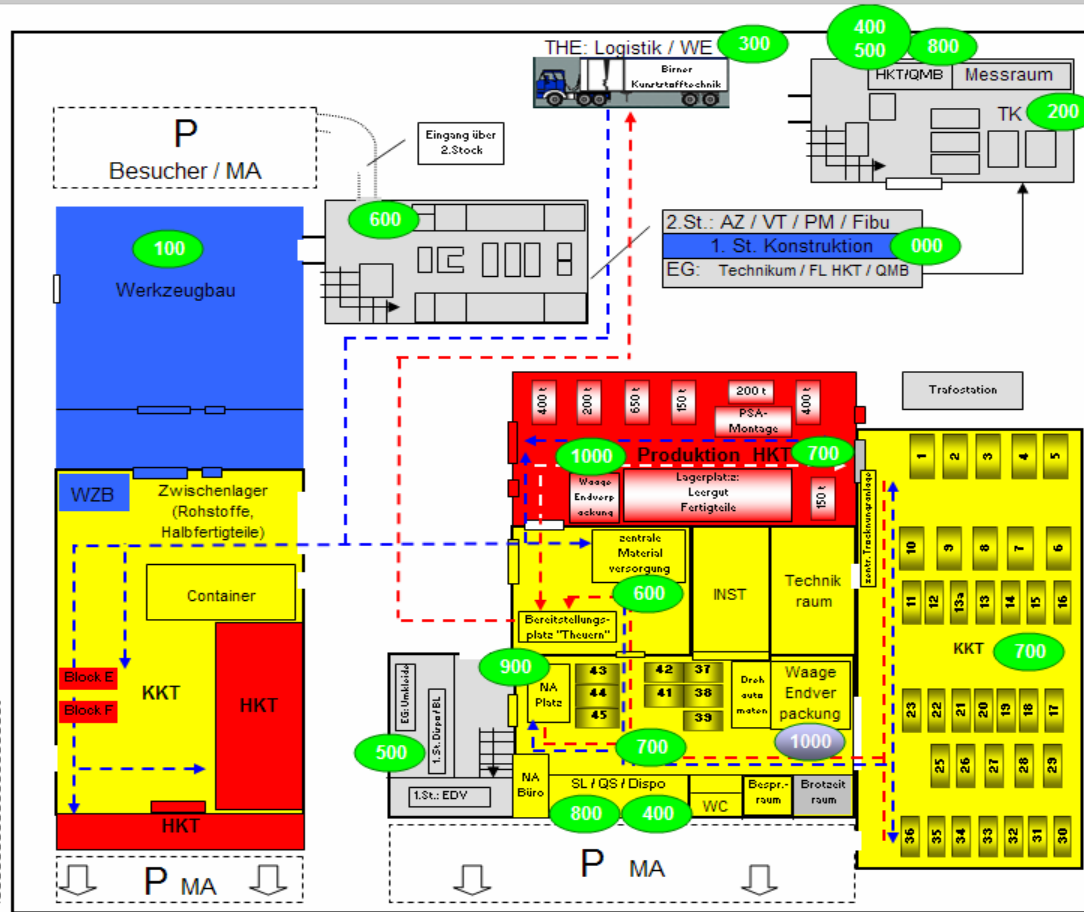 THE: Logistik / WE
300
Birner
Kunststofftechnik
400
500
800
HKT/QMB
Messraum
TK
200
P
Besucher / MA
Eingang über
2.Stock
600
2.St.: AZ / VT / PM / Fibu
1. St. Konstruktion
000
EG: Technikum / FL HKT / QMB
100
Werkzeugbau
Trafostation
400 t
200 t
650 t
150 t
200 t
400 t
PSA-
Montage
1000
Produktion HKT
700
Waage
Endverp
ackung
Lagerplatz:
Leergut
Fertigteile
150 t
WZB
Zwischenlager
(Rohstoffe,
Halbfertigteile)
Container
Block E
Block F
KKT
HKT
HKT
P MA
zentrale
Material
versorgung
600
INST
Technik
raum
Bereitstellungs-
platz "Theuern"
900
NA
Platz
43
44
45
42
37
41
38
39
Dreh
auto
maten
Waage
Endver
packung
1000
EG: Umkleide
1.St. Dispo / BL
500
1.St.: EDV
NA
Büro
700
SL / QS / Dispo
800
400
WC
Bespr.-
raum
Brotzeit
raum
P MA
zentr. Trocknungsanlage
1
2
3
4
5
10
9
8
7
6
11
12
13a
13
14
15
16
KKT
700
23
22
21
20
19
18
17
25
26
27
28
29
36
35
34
33
32
31
30